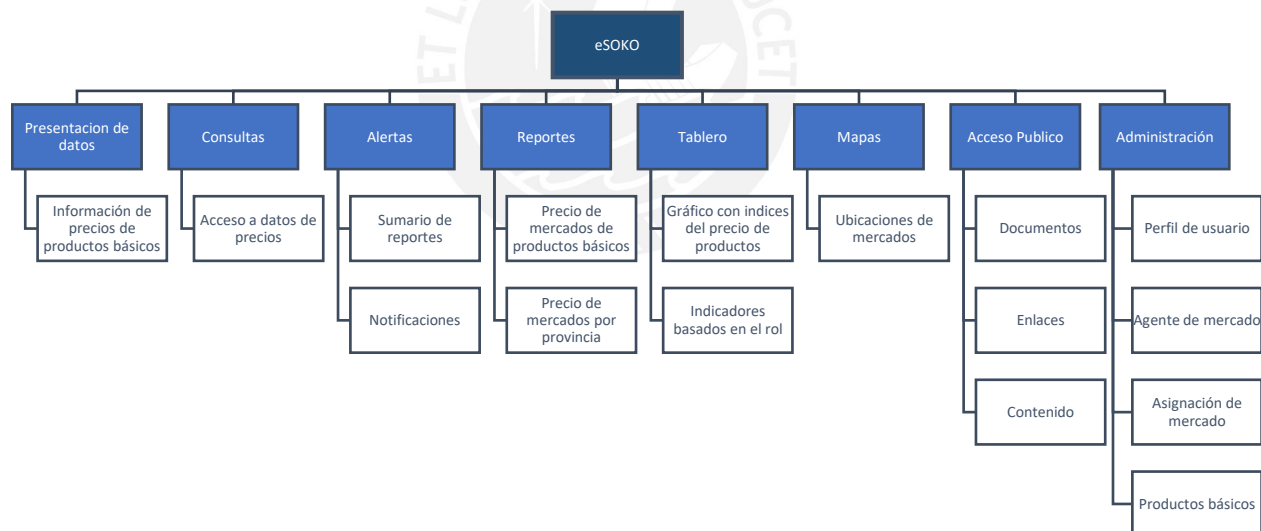 eSOKO
Presentacion de
datos
Consultas
Alertas
Reportes
Tablero
Mapas
Acceso Publico
Administración
Información de
precios de
productos básicos
Acceso a datos de
precios
Sumario de
reportes
Notificaciones
Precio de
mercados de
productos básicos
Precio de
mercados por
provincia
Gráfico con indices
del precio de
productos
Indicadores
basados en el rol
Ubicaciones de
mercados
Documentos
Enlaces
Contenido
Perfil de usuario
Agente de mercado
Asignación de
mercado
Productos básicos